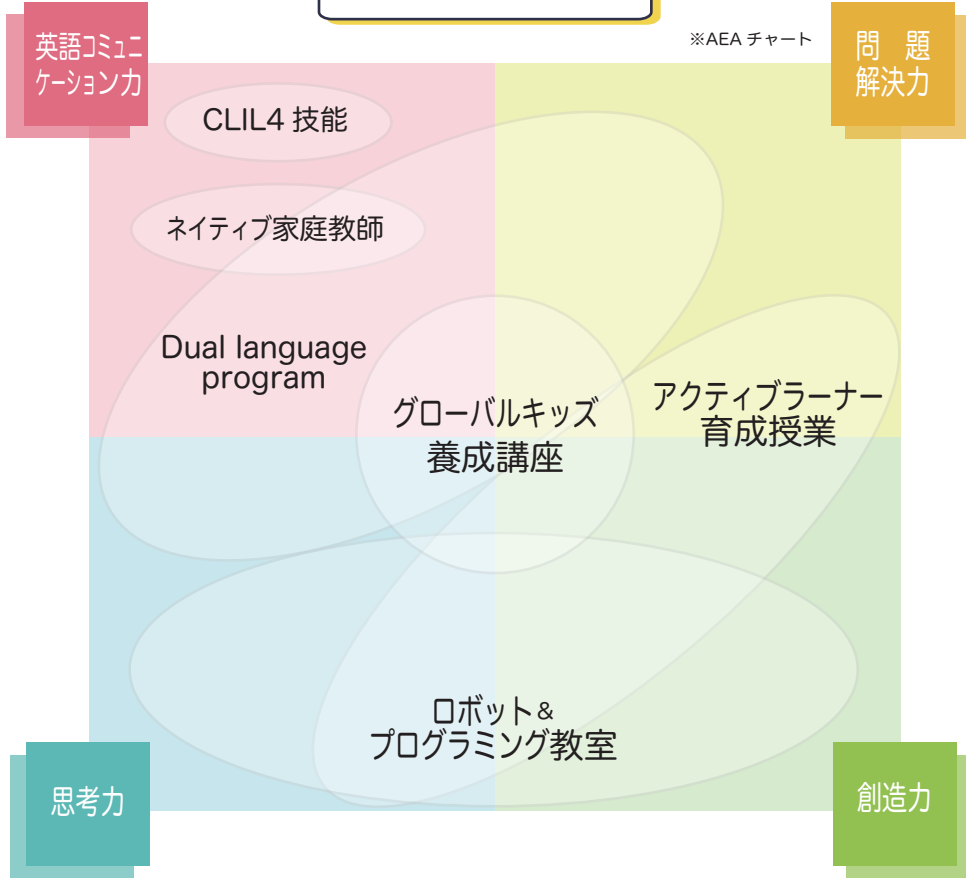 ※AEA チャート
英語コミュニ
ケーション力
問 題
解決力
CLIL4 技能
ネイティブ家庭教師
Dual language
program
グローバルキッズ
養成講座
アクティブラーナー
育成授業
ロボット&
プログラミング教室
思考力
創造力